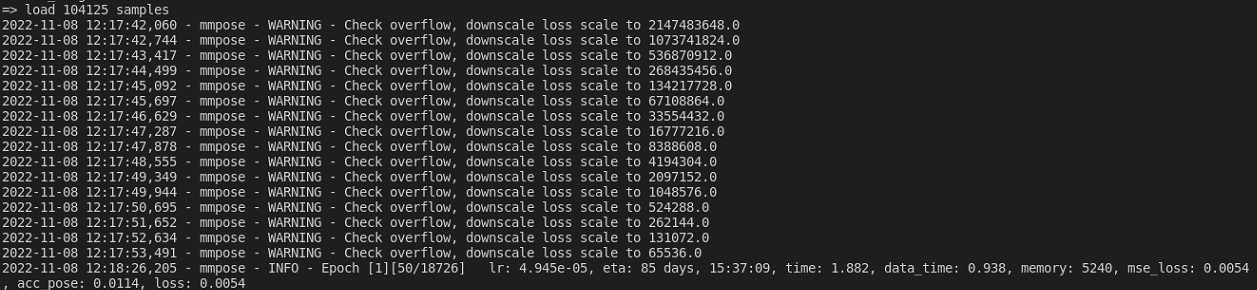 => load 104125 samples
2022-11-08 12:17:42,060 - mmpose - WARNING - Check overflow, downscale loss scale to 2147483648.0
2022-11-08 12:17:42,744 - mmpose - WARNING - Check overflow, downscale loss scale to 1073741824.0
2022-11-08 12:17:43,417 - mmpose - WARNING - Check overflow, downscale loss scale to 536870912.0
2022-11-08 12:17:44,499 - mmpose - WARNING - Check overflow, downscale loss scale to 268435456.0
2022-11-08 12:17:45,092 - mmpose - WARNING - Check overflow, downscale loss scale to 134217728.0
2022-11-08 12:17:45,697 - mmpose - WARNING - Check overflow, downscale loss scale to 67108864.0
2022-11-08 12:17:46,629 - mmpose - WARNING - Check overflow, downscale loss scale to 33554432.0
2022-11-08 12:17:47,287 - mmpose - WARNING - Check overflow, downscale loss scale to 16777216.0
2022-11-08 12:17:47,878 - mmpose - WARNING - Check overflow, downscale loss scale to 8388608.0
2022-11-08 12:17:48,555 - mmpose - WARNING - Check overflow, downscale loss scale to 4194304.0
2022-11-08 12:17:49,349 - mmpose - WARNING - Check overflow, downscale loss scale to 2097152.0
2022-11-08 12:17:49,944 - mmpose - WARNING - Check overflow, downscale loss scale to 1048576.0
2022-11-08 12:17:50,695 - mmpose - WARNING - Check overflow, downscale loss scale to 524288.0
2022-11-08 12:17:51,652 - mmpose - WARNING - Check overflow, downscale loss scale to 262144.0
2022-11-08 12:17:52,634 - mmpose - WARNING - Check overflow, downscale loss scale to 131072.0
2022-11-08 12:17:53,491 - mmpose - WARNING - Check overflow, downscale loss scale to 65536.0
2022-11-08 12:18:26,205 - mmpose - INFO - Epoch [1][50/18726]   lr: 4.945e-05, eta: 85 days, 15:37:09, time: 1.882, data_time: 0.938, memory: 5240, mse_loss: 0.0054
, acc_pose: 0.0114, loss: 0.0054